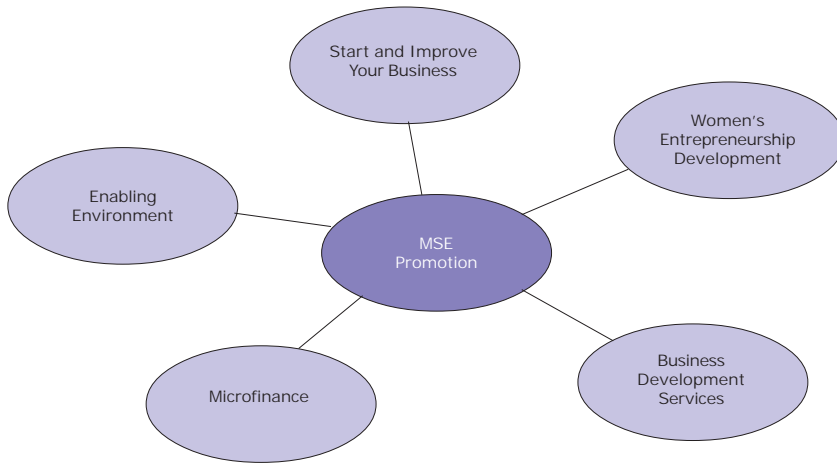 Start and Improve
Your Business
Women's
Entrepreneurship
Development
Enabling
Environment
MSE
Promotion
Business
Development
Services
Microfinance